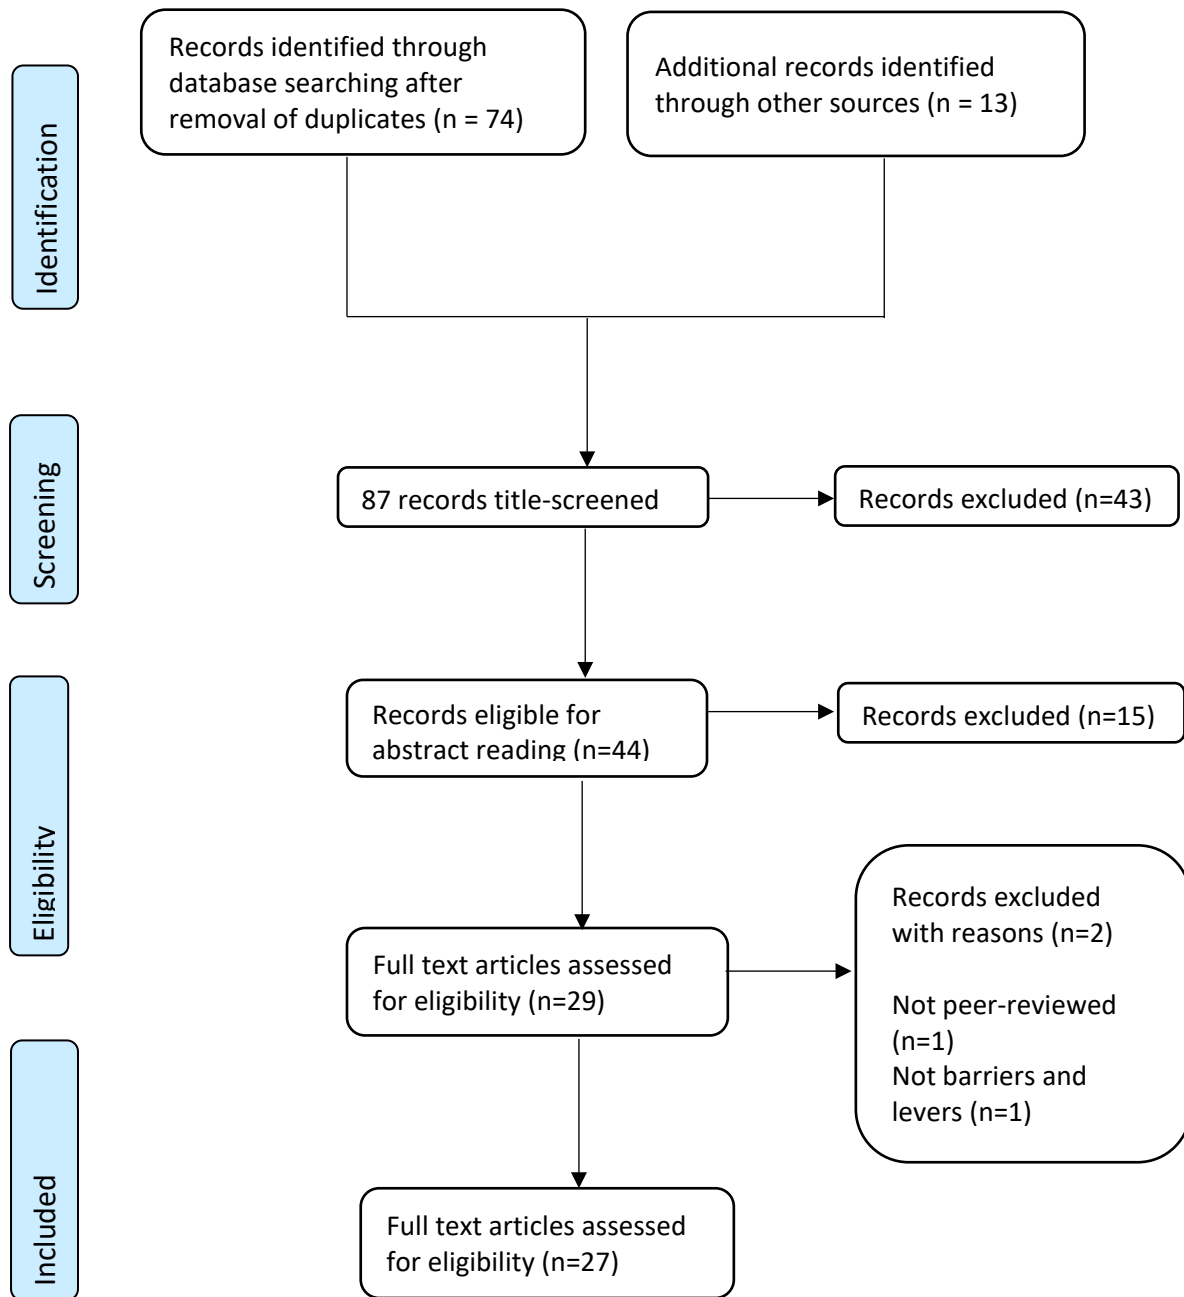 Records identified through
database searching after
removal of duplicates (n = 74)
Additional records identified
through other sources (n = 13)
Identification
87 records title-screened
Records excluded (n=43)
Screening
Records eligible for
abstract reading (n=44)
Records excluded (n=15)
Eligibility
Full text articles assessed
for eligibility (n=29)
Records excluded
with reasons (n=2)
Not peer-reviewed
(n=1)
Not barriers and
levers (n=1)
Full text articles assessed
for eligibility (n=27)
Included